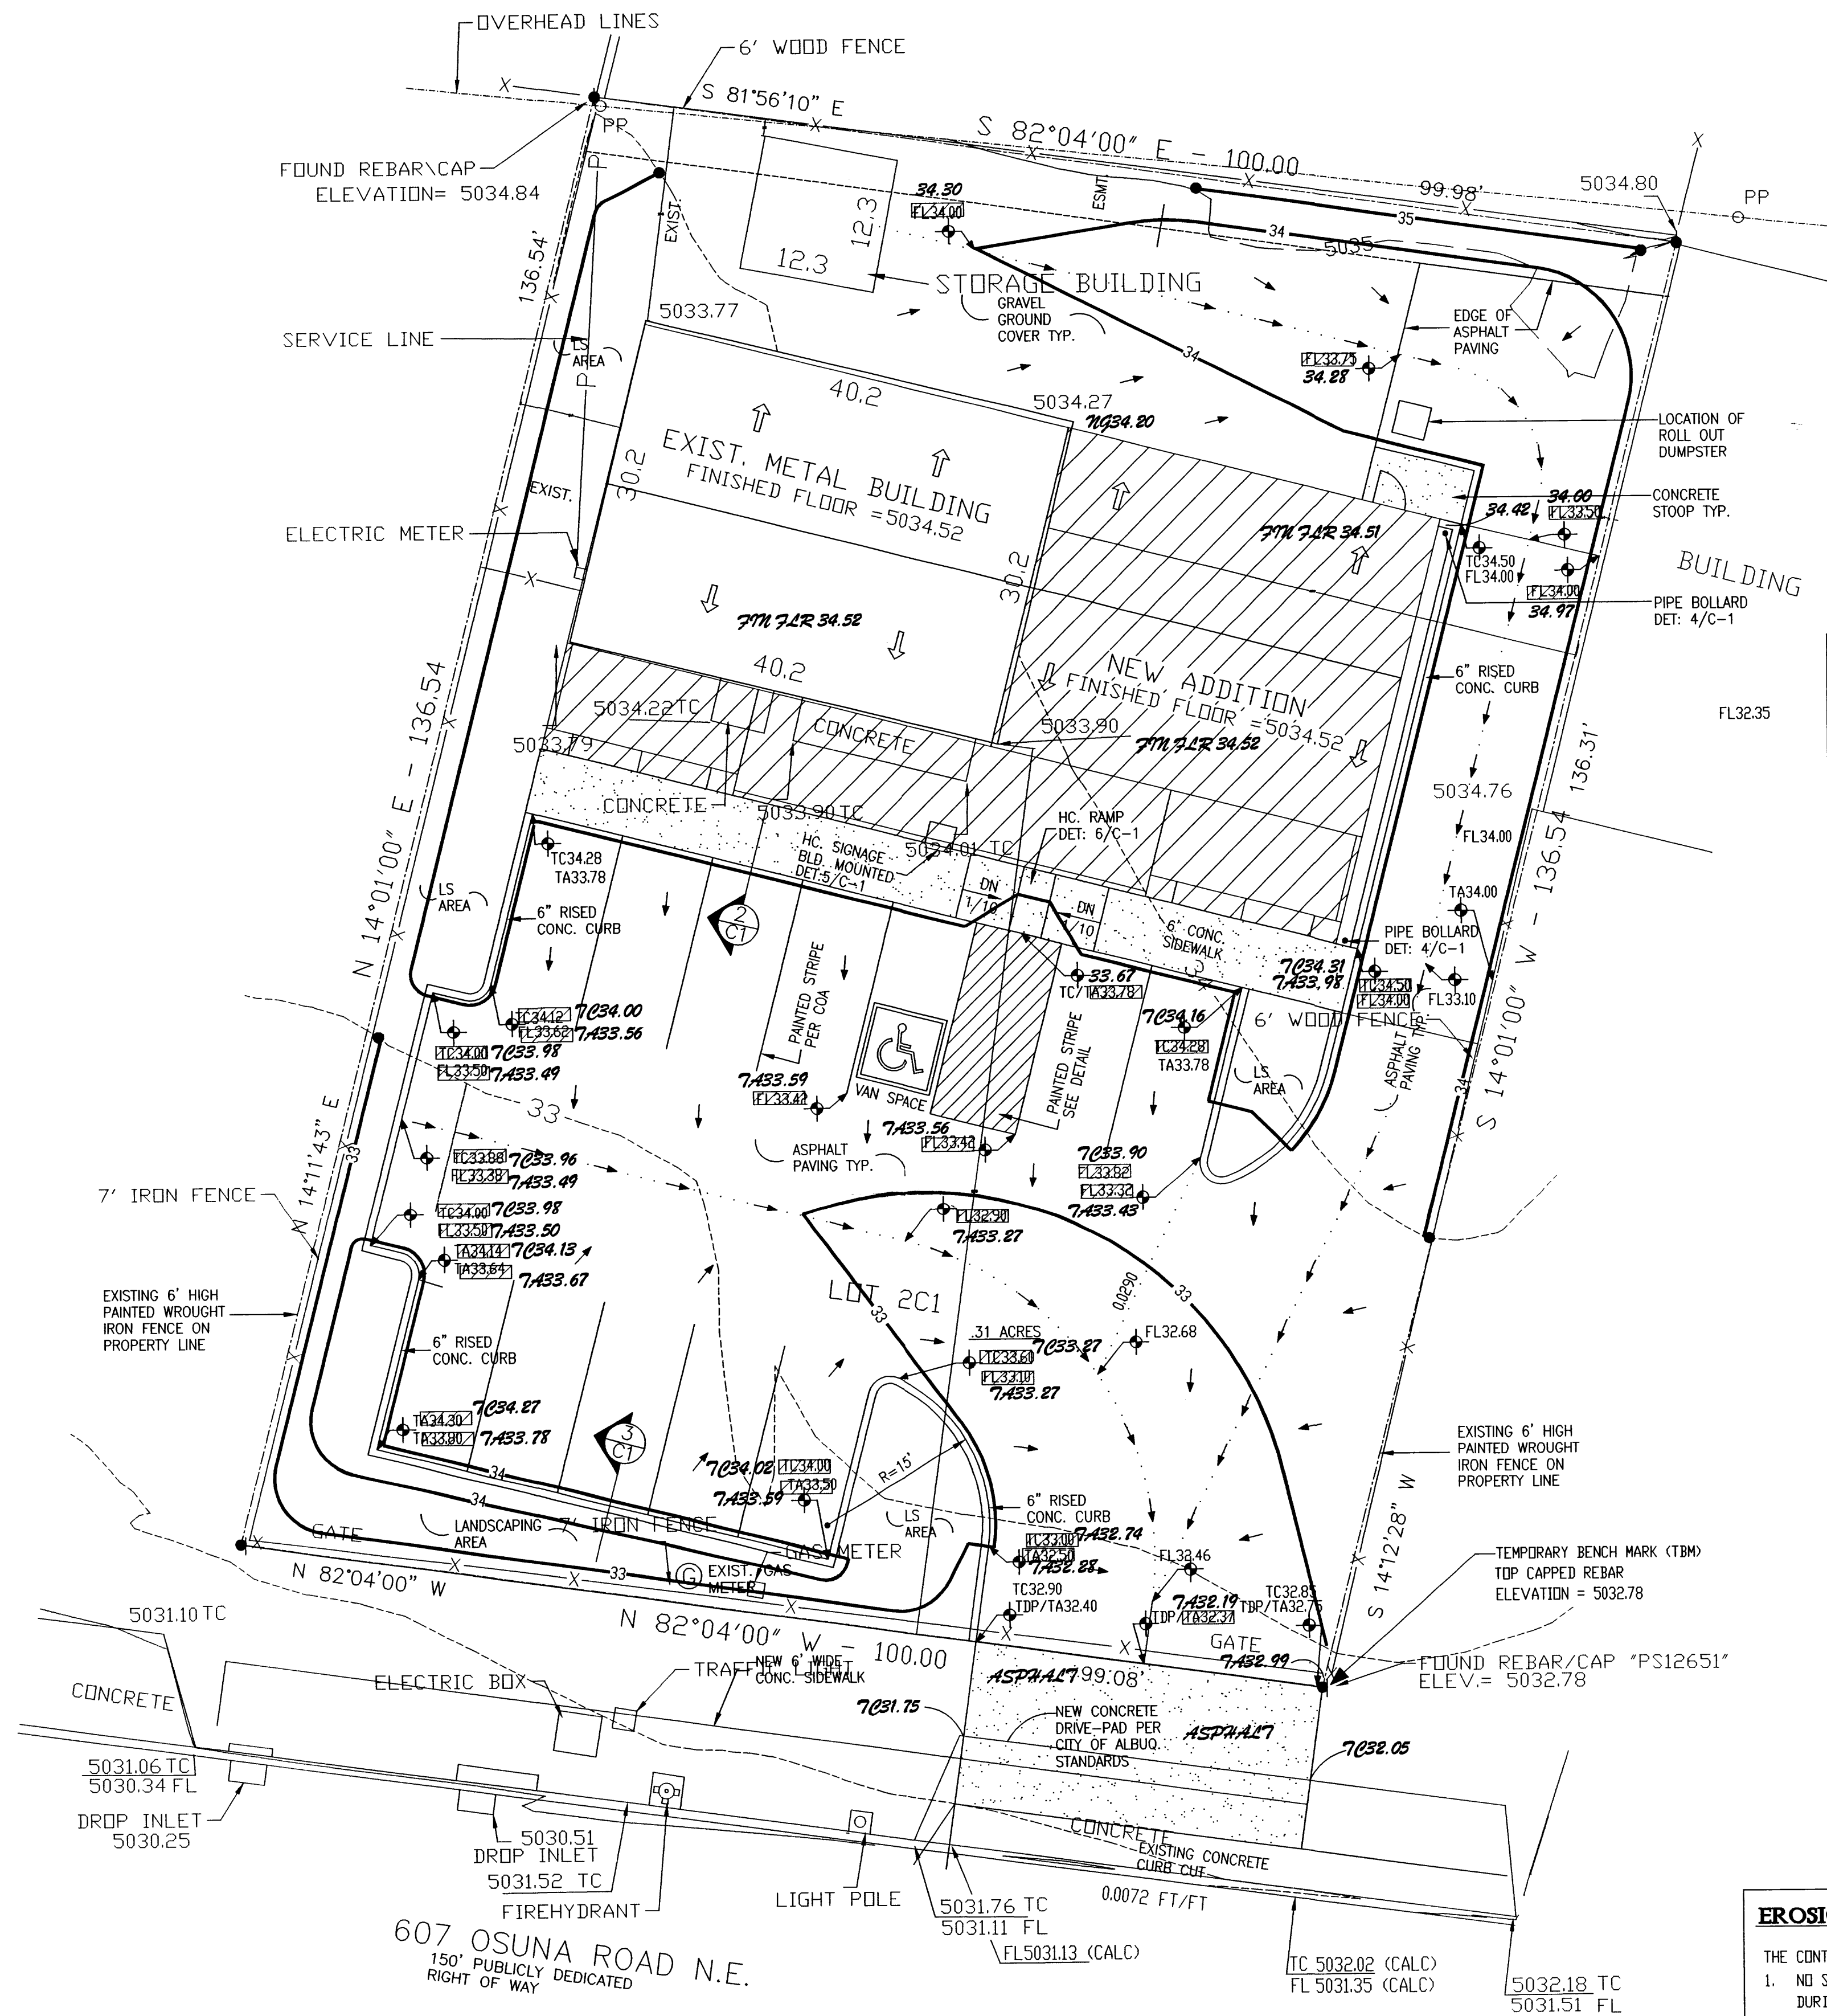 OVERHEAD LINES
6' WOOD FENCE
X
S 81°56'10" E
X
S 82°04'00" E - 100.00
X
X
99.98'
X
5034.80
X
PP
PP
FOUND REBAR\CAP
ELEVATION= 5034.84
P
EXIST.
ESMT.
34.30
FL34.00
35
34
5035
12.3
12.3
STORAGE BUILDING
GRAVEL
GROUND
COVER TYP.
136.54'
X
5033.77
SERVICE LINE
LS
AREA
P
EDGE OF
ASPHALT
PAVING
34
FL33.75
34.28
40.2
5034.27
NG34.20
LOCATION OF
ROLL OUT
DUMPSTER
EXIST. METAL BUILDING
FINISHED FLOOR =5034.52
30.2
EXIST.
X
ELECTRIC METER
X
CONCRETE
STOOP TYP.
34.00
FL33.50
34.42
FIN FLR 34.51
TC34.50
FL34.00
BUILDING
FL34.00
34.97
PIPE BOLLARD
DET: 4/C-1
30.2
FIN FLR 34.52
40.2
NEW ADDITION
FINISHED FLOOR =5034.52
6" RISED
CONC. CURB
FL32.35
5034.22 TC
CONCRETE
5033.90
FIN FLR 34.52
5033.79
X
N 14°01'00" E - 136.54
136.31'
CONCRETE
5033.90 TC
HC. RAMP
DET: 6/C-1
5034.76
FL34.00
HC. SIGNAGE
BLD. MOUNTED
DET:5/C-1
5034.01 TC
TC34.28
TA33.78
LS
AREA
DN
1/10
DN
1/10
TA34.00
6" RISED
CONC. CURB
2
C1
6' CONC.
SIDEWALK
PIPE BOLLARD
DET: 4/C-1
X
S 14°01'00" W - 136.54
PAINTED STRIPE
PER COA
33.67
TC/TA33.78
TC34.31
TA33.98
TC34.50
FL34.00
FL33.10
TC34.12
FL33.62
TC34.00
TA33.56
TC34.16
TC34.28
TA33.78
6' WOOD FENCE
TC34.00
FL33.50
TC33.98
TA33.49
ASPHALT
PAVING TYP.
LS
AREA
TA33.59
FL33.42
VAN SPACE
PAINTED STRIPE
SEE DETAIL
33
34
X
TA33.56
FL33.42
ASPHALT
PAVING TYP.
N 14°11'43" E
X
33
TC33.88
FL33.38
TC33.96
TA33.49
TC33.90
FL33.82
FL33.32
TA33.43
7' IRON FENCE
TC34.00
FL33.50
TC33.98
TA33.50
FL32.90
TA33.27
TA34.14
TA33.64
TC34.13
TA33.67
LOT 2C1
.31 ACRES
0.0290
33
33
FL32.68
EXISTING 6' HIGH
PAINTED WROUGHT
IRON FENCE ON
PROPERTY LINE
X
6" RISED
CONC. CURB
TC33.27
TC33.60
FL33.10
TA33.27
X
TA34.30
TA33.80
TC34.27
TA33.78
3
C1
EXISTING 6' HIGH
PAINTED WROUGHT
IRON FENCE ON
PROPERTY LINE
R=15'
TC34.02
TC34.00
TA33.50
TA33.59
34
34
6" RISED
CONC. CURB
LS
AREA
GATE
LANDSCAPING
AREA
7' IRON FENCE
GAS METER
TC33.00
TA32.50
TA32.74
TA32.28
FL32.46
X
S 14°12'28" W
TEMPORARY BENCH MARK (TBM)
TOP CAPPED REBAR
ELEVATION = 5032.78
X
N 82°04'00" W
X
X
33
G
EXIST. GAS
METER
X
TC32.90
TDP/TA32.40
TA32.19
TDP/TA32.37
TC32.85
TDP/TA32.75
5031.10 TC
N 82°04'00" W - 100.00
X
X
GATE
X
TA32.99
FOUND REBAR/CAP "PS12651"
ELEV.= 5032.78
CONCRETE
ELECTRIC BOX
TRAFFIC LIGHT
NEW 6' WIDE
CONC. SIDEWALK
ASPHALT
99.08'
TC31.75
NEW CONCRETE
DRIVE-PAD PER
CITY OF ALBUQ.
STANDARDS
ASPHALT
TC32.05
5031.06 TC
5030.34 FL
DROP INLET
5030.25
5030.51
DROP INLET
5031.52 TC
FIREHYDRANT
LIGHT POLE
CONCRETE
EXISTING CONCRETE
CURB CUT
0.0072 FT/FT
5031.76 TC
5031.11 FL
FL5031.13 (CALC)
TC 5032.02 (CALC)
FL 5031.35 (CALC)
5032.18 TC
5031.51 FL
607 OSUNA ROAD N.E.
150' PUBLICLY DEDICATED
RIGHT OF WAY
EROSI
THE CONT
1. NO S
DURI